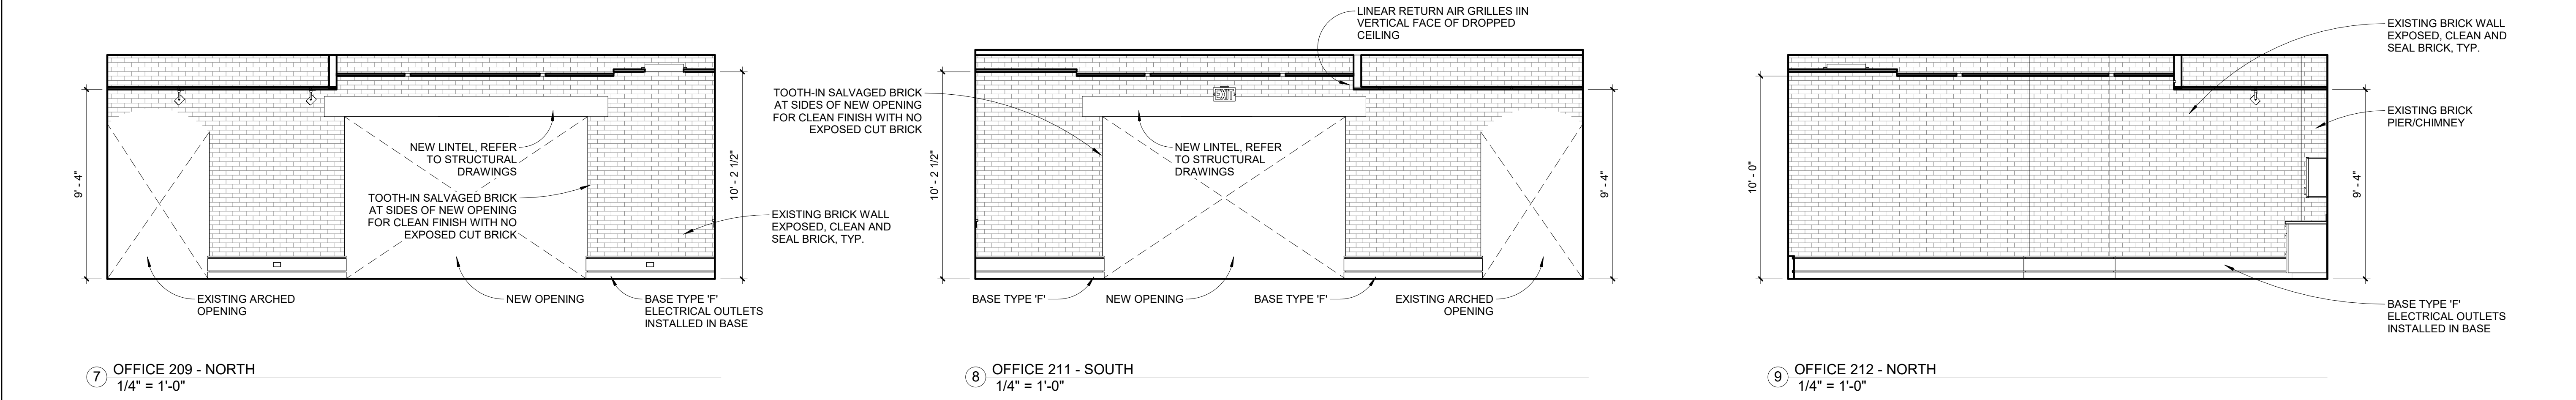 9' - 4"
NEW LINTEL, REFER
TO STRUCTURAL
DRAWINGS
TOOTH-IN SALVAGED BRICK
AT SIDES OF NEW OPENING
FOR CLEAN FINISH WITH NO
EXPOSED CUT BRICK
10' - 2 1/2"
EXISTING BRICK WALL
EXPOSED, CLEAN AND
SEAL BRICK, TYP.
EXISTING ARCHED
OPENING
NEW OPENING
BASE TYPE 'F'
ELECTRICAL OUTLETS
INSTALLED IN BASE
7
OFFICE 209 - NORTH
1/4" = 1'-0"
LINEAR RETURN AIR GRILLES IIN
VERTICAL FACE OF DROPPED
CEILING
TOOTH-IN SALVAGED BRICK
AT SIDES OF NEW OPENING
FOR CLEAN FINISH WITH NO
EXPOSED CUT BRICK
10' - 2 1/2"
EXIT
NEW LINTEL, REFER
TO STRUCTURAL
DRAWINGS
9' - 4"
BASE TYPE 'F'
NEW OPENING
BASE TYPE 'F'
EXISTING ARCHED
OPENING
8
OFFICE 211 - SOUTH
1/4" = 1'-0"
EXISTING BRICK WALL
EXPOSED, CLEAN AND
SEAL BRICK, TYP.
EXISTING BRICK
PIER/CHIMNEY
10' - 0"
9' - 4"
BASE TYPE 'F'
ELECTRICAL OUTLETS
INSTALLED IN BASE
9
OFFICE 212 - NORTH
1/4" = 1'-0"